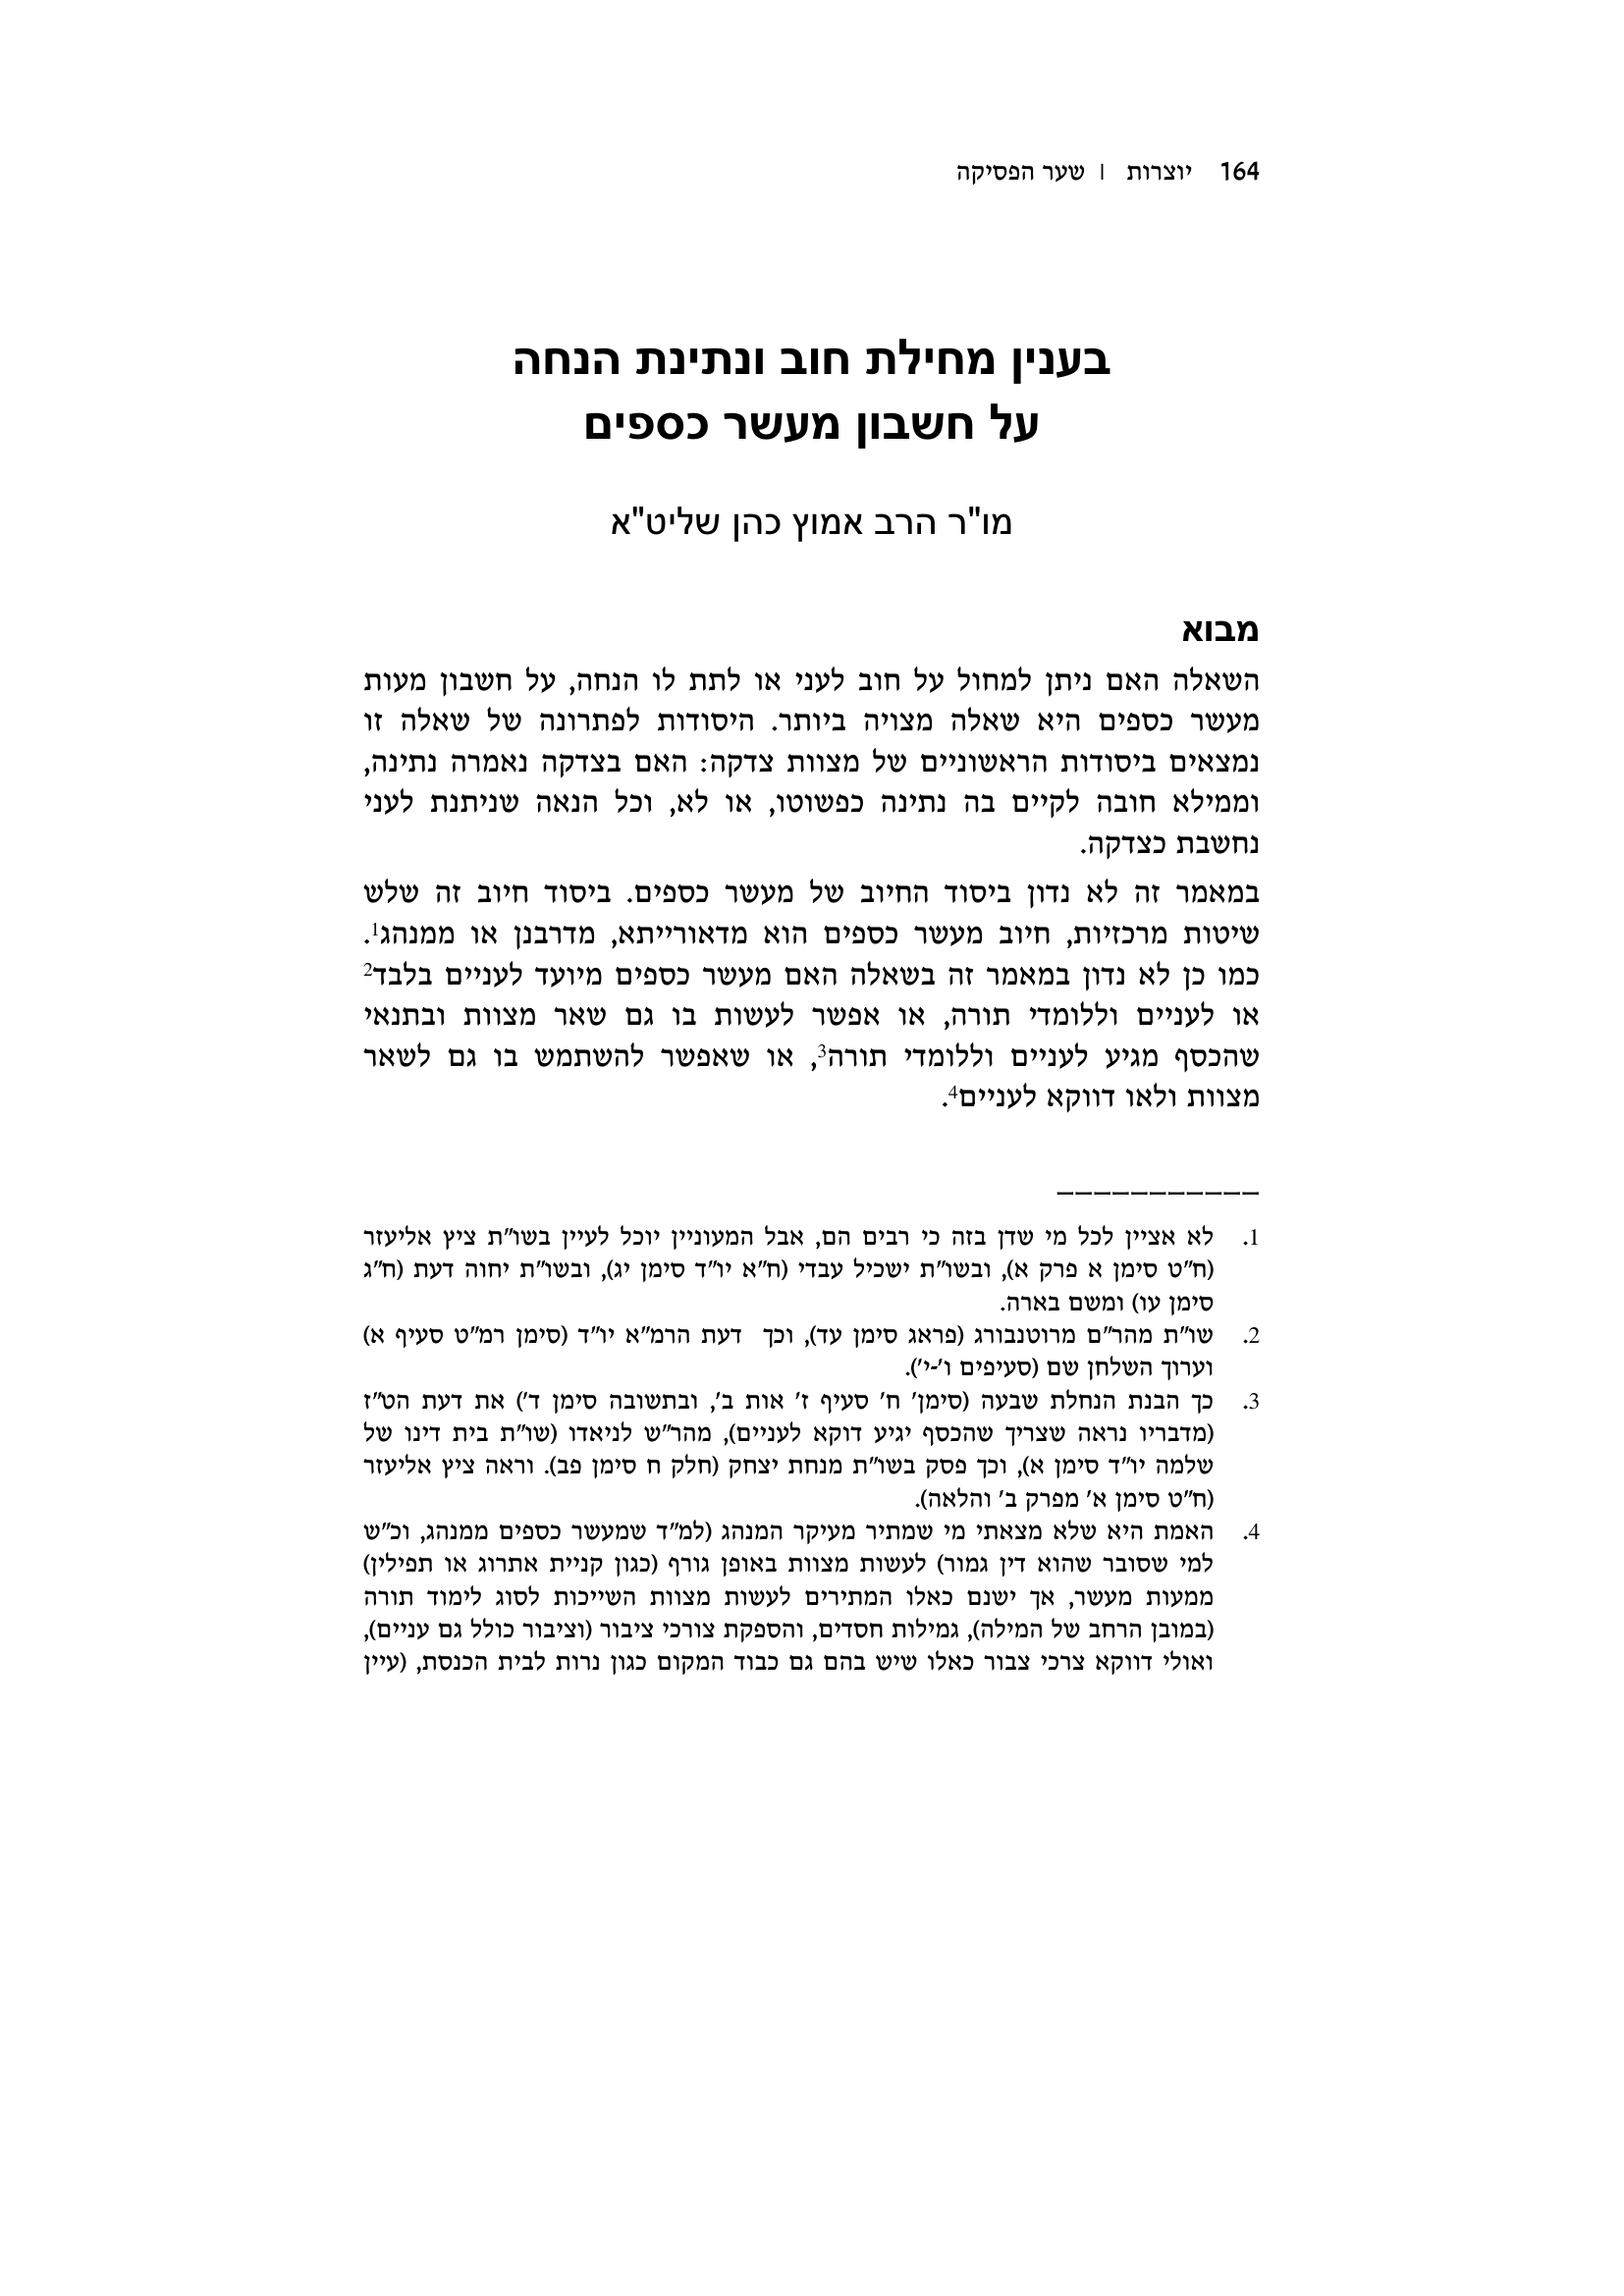 164 יוצרות | שער הפסיקה
בענין מחילת חוב ונתינת הנחה
על חשבון מעשר כספים
מו"ר הרב אמוץ כהן שליט"א
מבוא
השאלה האם ניתן למחול על חוב לעני או לתת לו הנחה, על חשבון מעות
מעשר כספים היא שאלה מצויה ביותר. היסודות לפתרונה של שאלה זו
נמצאים ביסודות הראשוניים של מצוות צדקה: האם בצדקה נאמרה נתינה,
וממילא חובה לקיים בה נתינה כפשוטו, או לא, וכל הנאה שניתנת לעני
נחשבת כצדקה.
במאמר זה לא נדון ביסוד החיוב של מעשר כספים. ביסוד חיוב זה שלש
שיטות מרכזיות, חיוב מעשר כספים הוא מדאורייתא, מדרבנן או ממנהג1.
כמו כן לא נדון במאמר זה בשאלה האם מעשר כספים מיועד לעניים בלבד2
או לעניים וללומדי תורה, או אפשר לעשות בו גם שאר מצוות ובתנאי
שהכסף מגיע לעניים וללומדי תורה3, או שאפשר להשתמש בו גם לשאר
מצוות ולאו דווקא לעניים4.
___________
1. לא אציין לכל מי שדן בזה כי רבים הם, אבל המעוניין יוכל לעיין בשו"ת ציץ אליעזר
(ח"ט סימן א פרק א), ובשו"ת ישכיל עבדי (ח"א יו"ד סימן יג), ובשו"ת יחוה דעת (ח"ג
סימן עו) ומשם בארה.
2. שו"ת מהר"ם מרוטנבורג (פראג סימן עד), וכך דעת הרמ"א יו"ד (סימן רמ"ט סעיף א)
וערוך השלחן שם (סעיפים ו'-י').
3. כך הבנת הנחלת שבעה (סימן' ח' סעיף ז' אות ב', ובתשובה סימן ד') את דעת הט"ז
(מדבריו נראה שצריך שהכסף יגיע דוקא לעניים), מהר"ש לניאדו (שו"ת בית דינו של
שלמה יו"ד סימן א), וכך פסק בשו"ת מנחת יצחק (חלק ח סימן פב). וראה ציץ אליעזר
(ח"ט סימן א' מפרק ב' והלאה).
4. האמת היא שלא מצאתי מי שמתיר מעיקר המנהג (למ"ד שמעשר כספים ממנהג, וכ"ש
למי שסובר שהוא דין גמור) לעשות מצוות באופן גורף (כגון קניית אתרוג או תפילין)
ממעות מעשר, אך ישנם כאלו המתירים לעשות מצוות השייכות לסוג לימוד תורה
(במובן הרחב של המילה), גמילות חסדים, והספקת צורכי ציבור (וציבור כולל גם עניים),
ואולי דווקא צרכי צבור כאלו שיש בהם גם כבוד המקום כגון נרות לבית הכנסת, (עיין